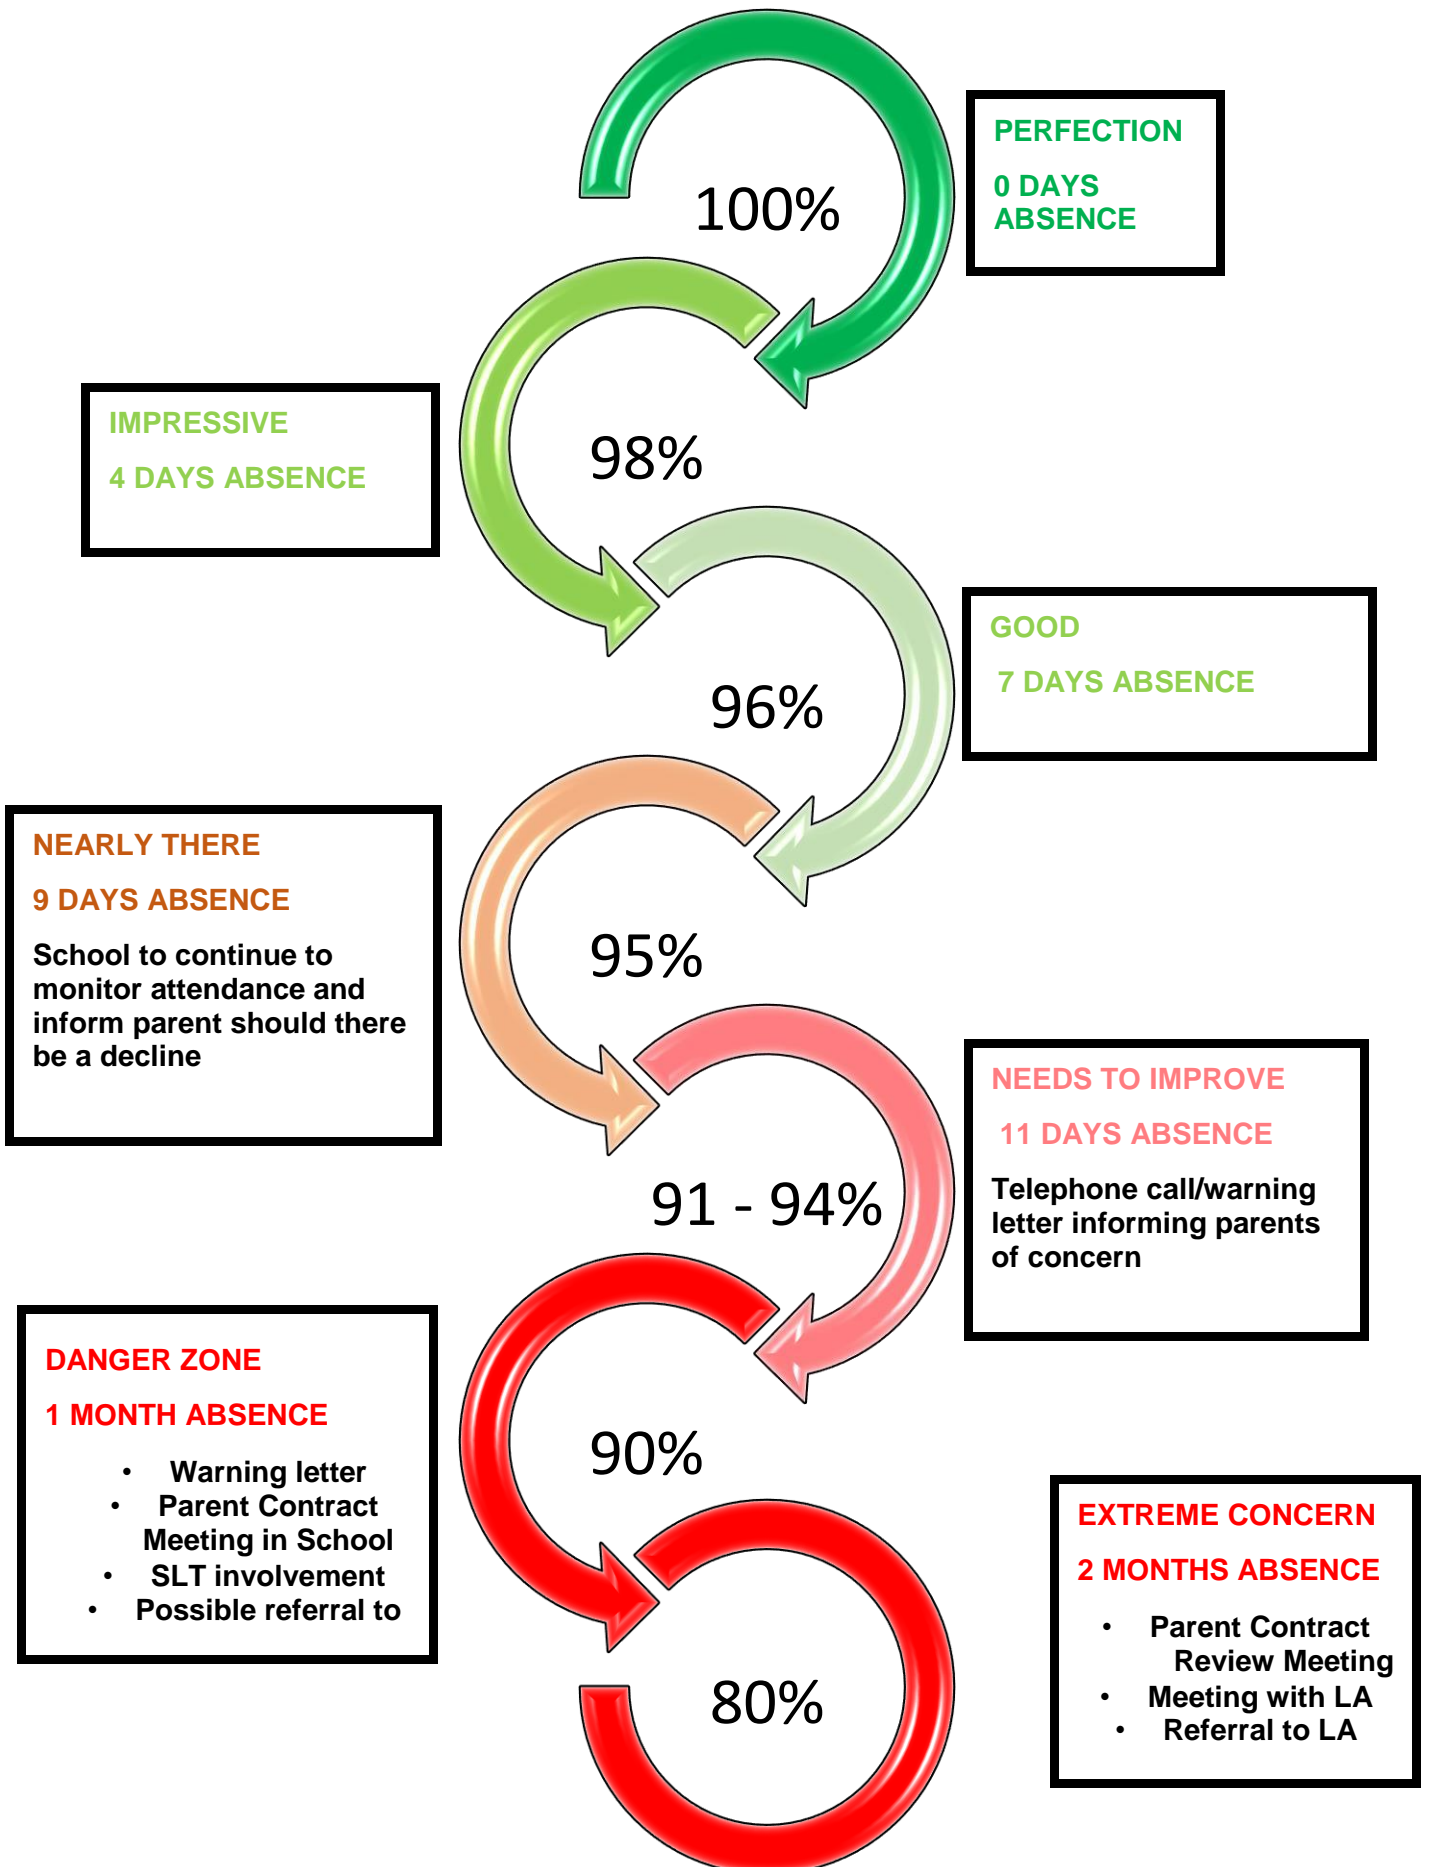 100%
PERFECTION
0 DAYS
ABSENCE
98%
IMPRESSIVE
4 DAYS ABSENCE
96%
GOOD
7 DAYS ABSENCE
95%
NEARLY THERE
9 DAYS ABSENCE
School to continue to
monitor attendance and
inform parent should there
be a decline
91 - 94%
NEEDS TO IMPROVE
11 DAYS ABSENCE
Telephone call/warning
letter informing parents
of concern
90%
DANGER ZONE
1 MONTH ABSENCE
• Warning letter
• Parent Contract
Meeting in School
• SLT involvement
• Possible referral to
80%
EXTREME CONCERN
2 MONTHS ABSENCE
• Parent Contract
Review Meeting
• Meeting with LA
• Referral to LA